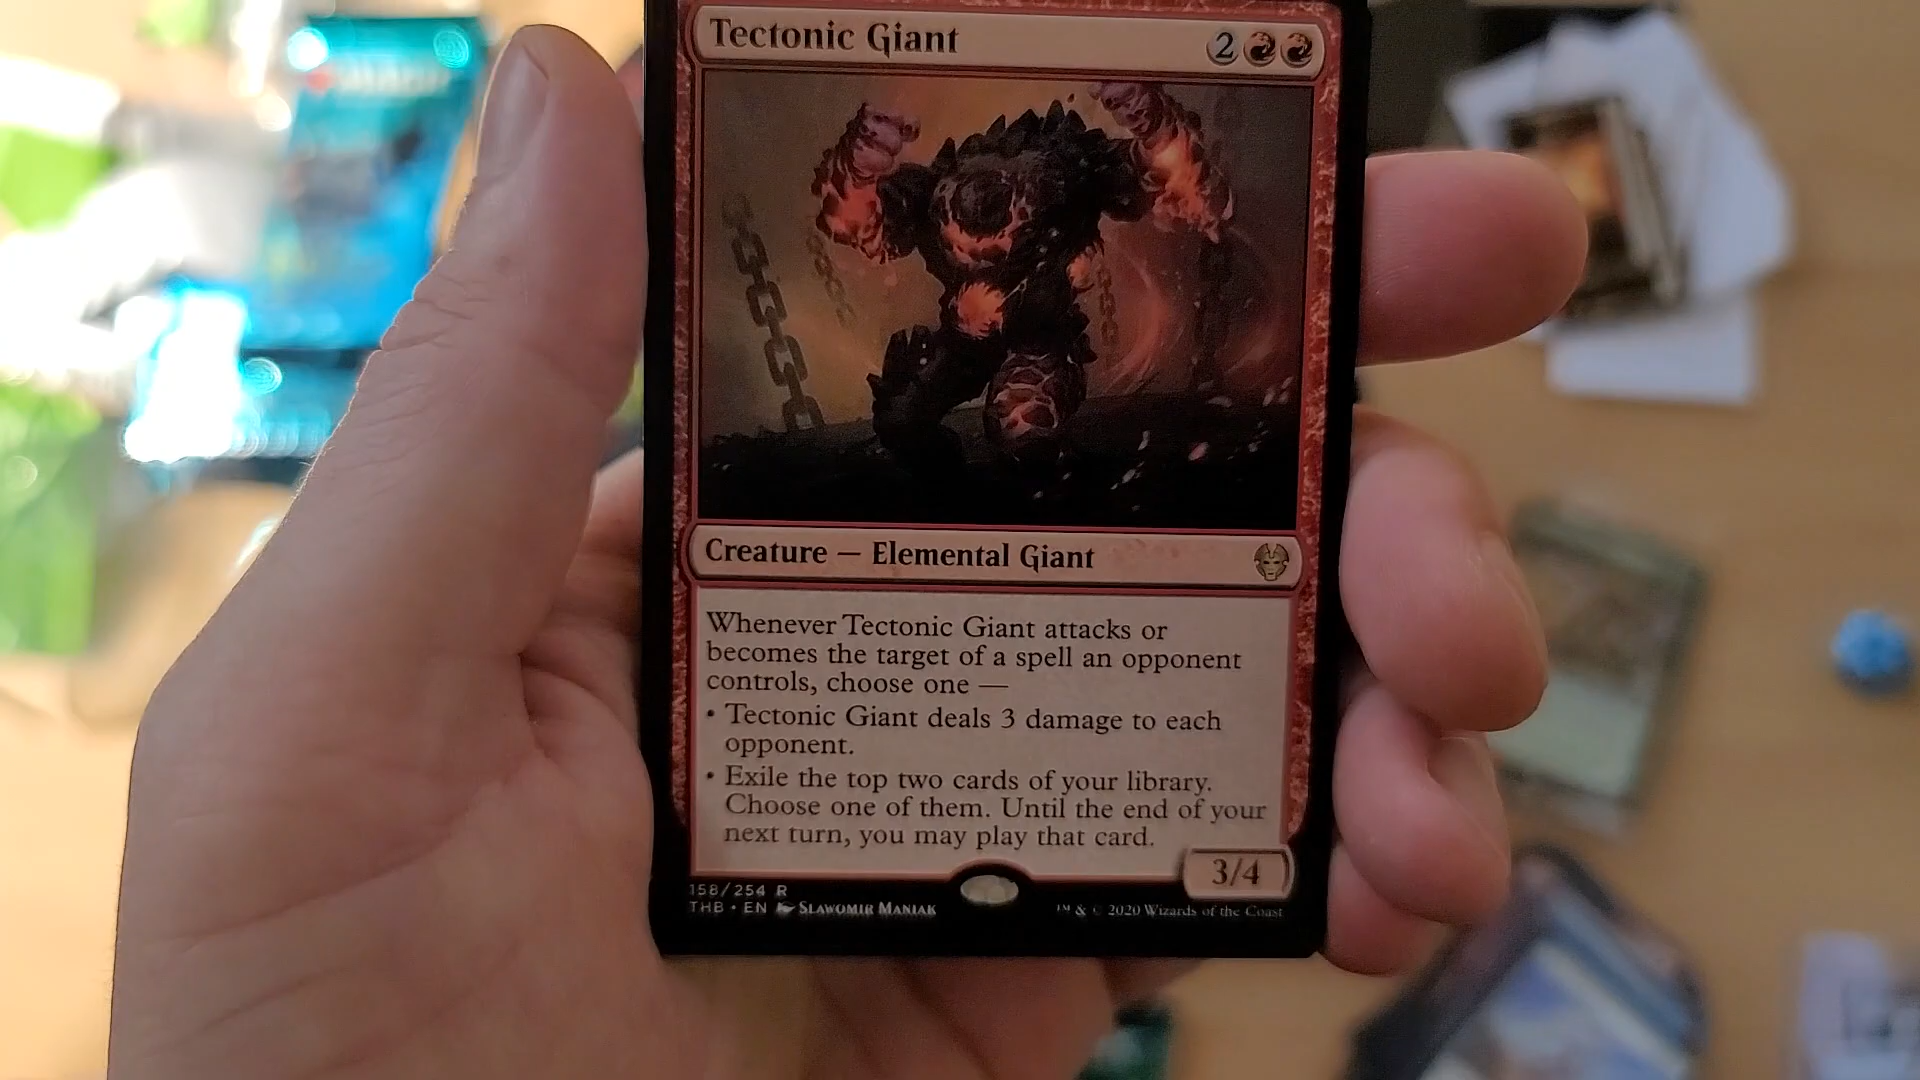 Tectonic Giant 2
Creature — Elemental Giant
Whenever Tectonic Giant attacks or
becomes the target of a spell an opponent
controls, choose one —
• Tectonic Giant deals 3 damage to each
opponent.
• Exile the top two cards of your library.
Choose one of them. Until the end of your
next turn, you may play that card.
3/4
158/254 R
THB • EN Slawomir Maniak
™ & © 2020 Wizards of the Coast